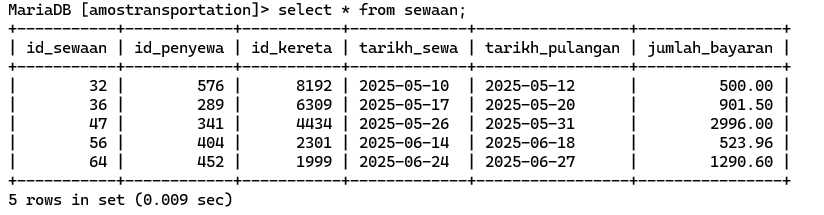 MariaDB [amostransportation]> select * from sewaan;
+-----------+------------+-----------+--------------+------------------+----------------+
| id_sewaan | id_penyewa | id_kereta | tarikh_sewa | tarikh_pulangan | jumlah_bayaran |
+-----------+------------+-----------+--------------+------------------+----------------+
| 32 | 576 | 8192 | 2025-05-10 | 2025-05-12 | 500.00 |
| 36 | 289 | 6309 | 2025-05-17 | 2025-05-20 | 901.50 |
| 47 | 341 | 4434 | 2025-05-26 | 2025-05-31 | 2996.00 |
| 56 | 404 | 2301 | 2025-06-14 | 2025-06-18 | 523.96 |
| 64 | 452 | 1999 | 2025-06-24 | 2025-06-27 | 1290.60 |
+-----------+------------+-----------+--------------+------------------+----------------+
5 rows in set (0.009 sec)